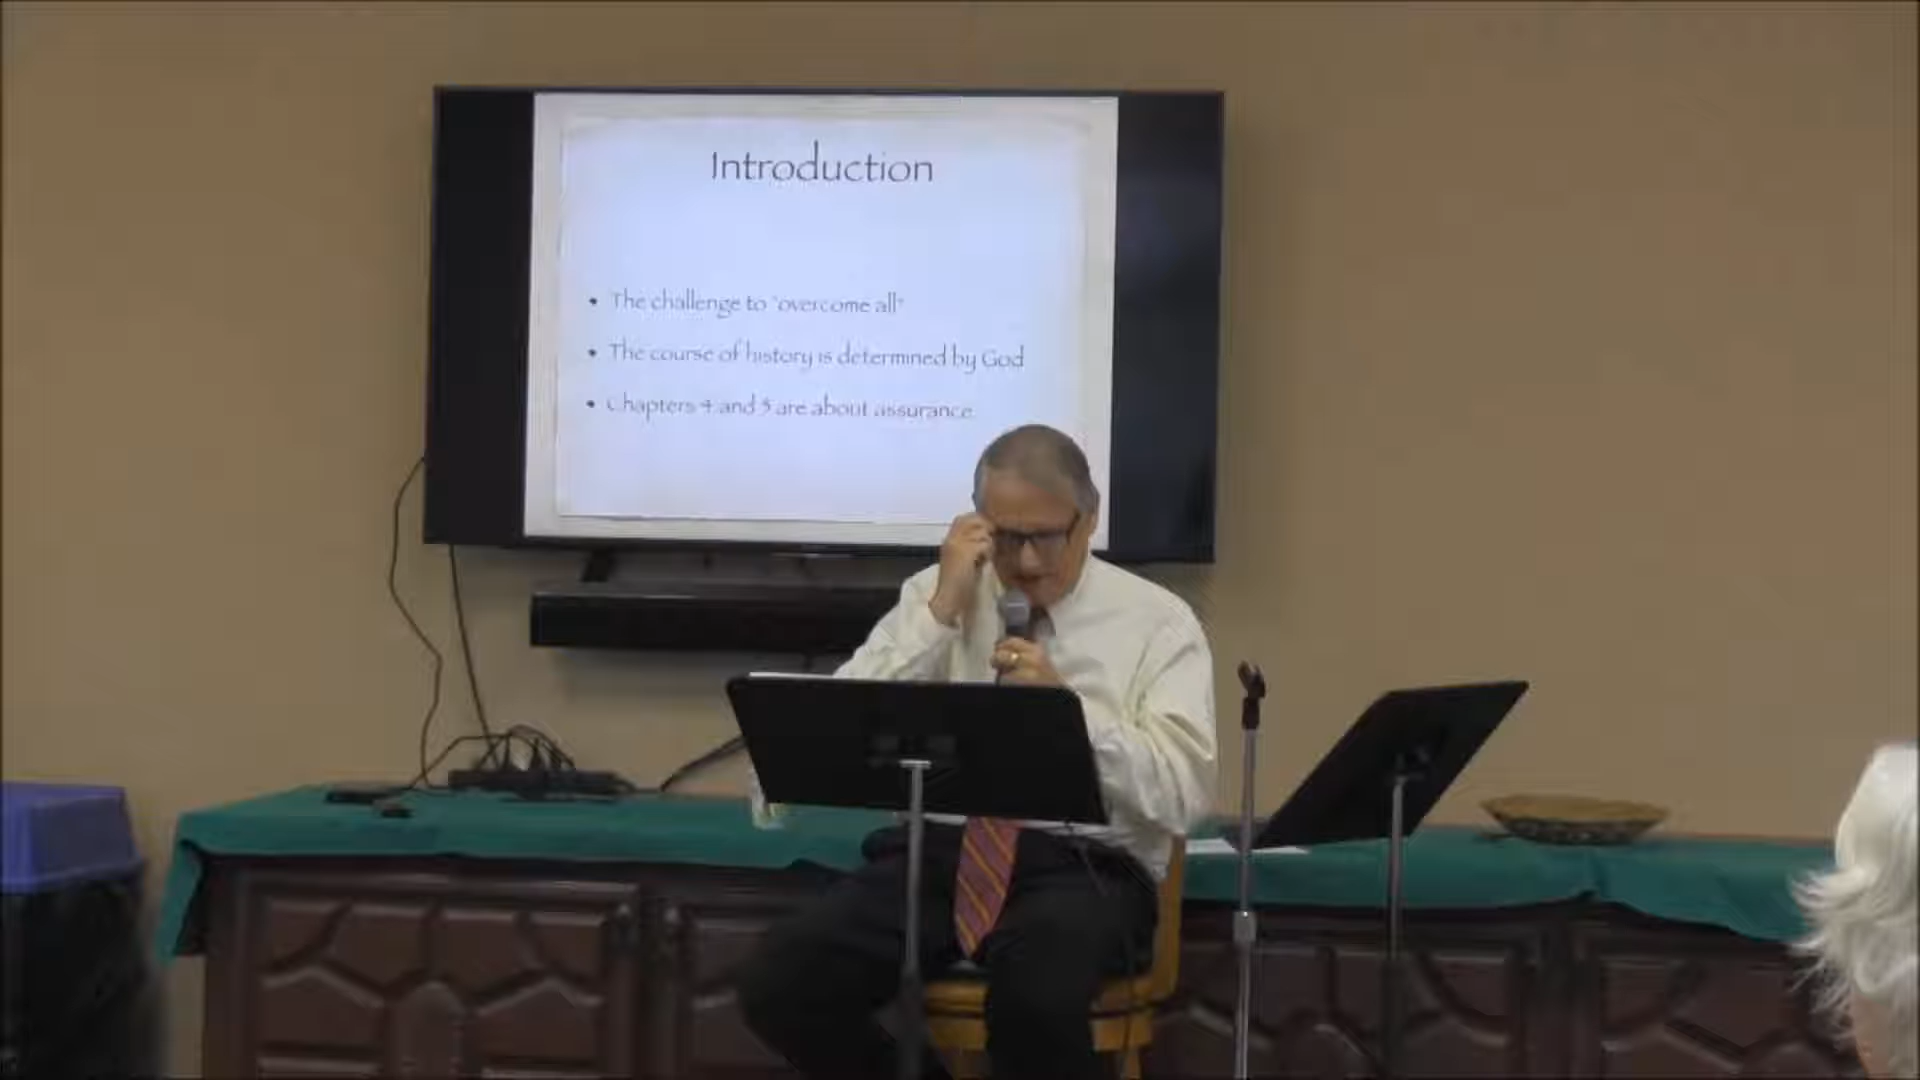 Introduction
• The challenge to "overcome all"
• The course of history is determined by God
• Chapters 4 and 5 are about assurance